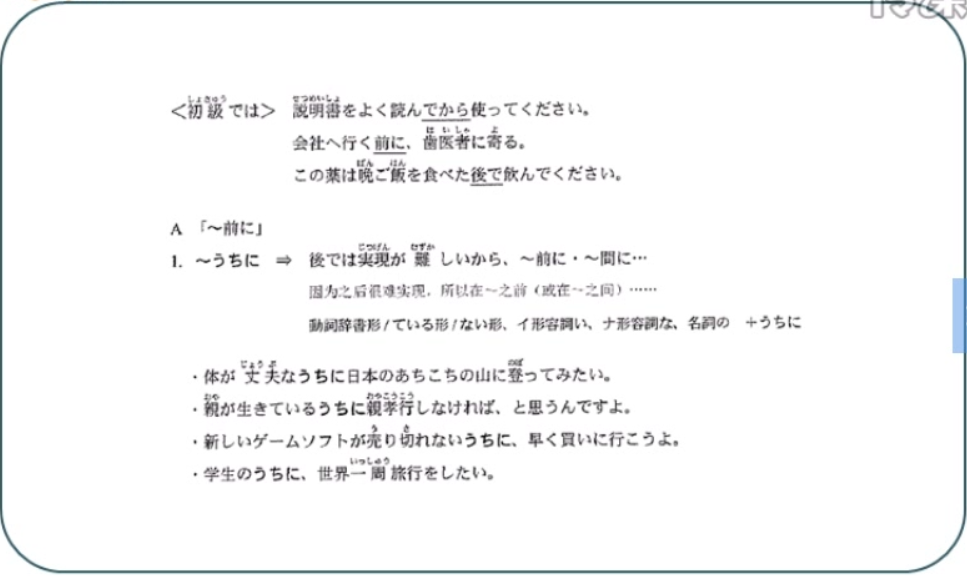 ＜初級では＞　説明書をよく読んでから使ってください。
会社へ行く前に、歯医者に寄る。
この薬は晩ご飯を食べた後で飲んでください。
A 「～前に」
1. ～うちに ⇒ 後では実現が難しいから、～前に・～間に…
因为之后很难实现，所以在～之前（或在～之间）……
動詞辞書形/ている形/ない形、イ形容詞い、ナ形容詞な、名詞の ＋うちに
・体が丈夫なうちに日本のあちこちの山に登ってみたい。
・親が生きているうちに親孝行しなければ、と思うんですよ。
・新しいゲームソフトが売り切れないうちに、早く買いに行こうよ。
・学生のうちに、世界一周旅行をしたい。